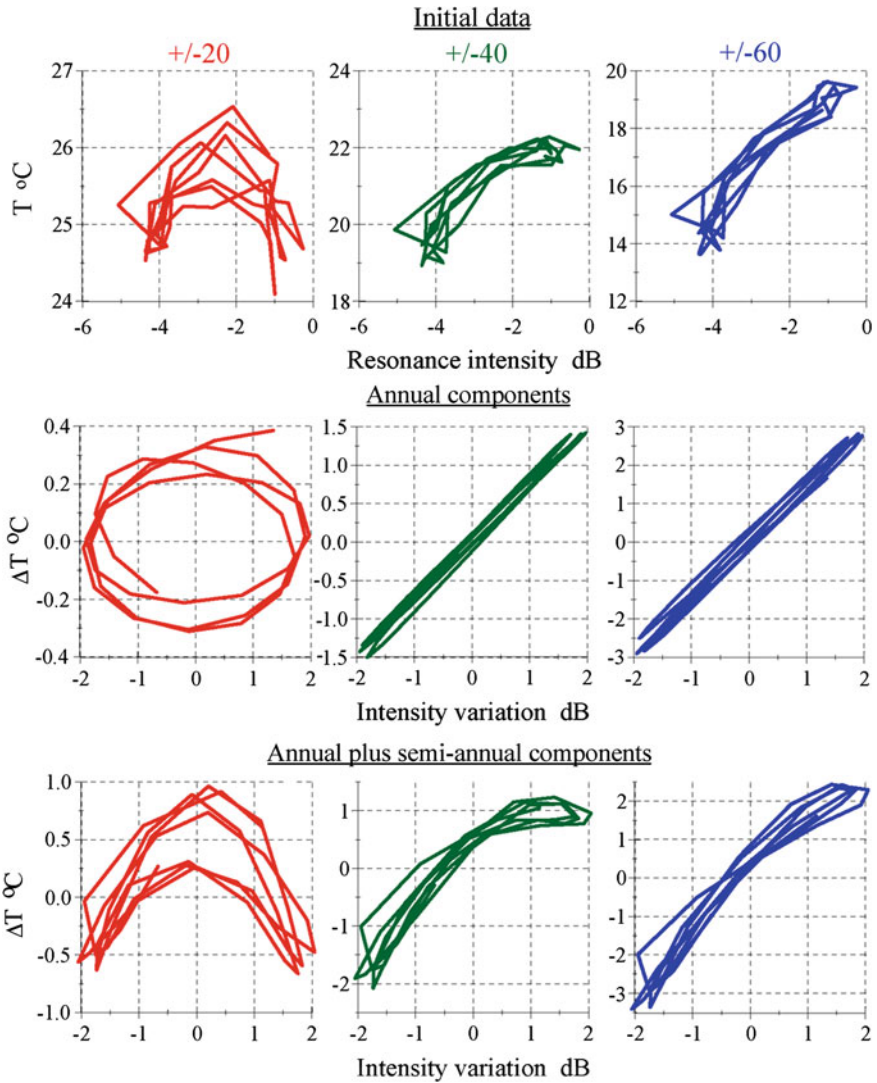 Initial data
+/-20 +/-40 +/-60
27 24 20
26 22 18
16
25 20
14
24 18 12
T °C
-6 -4 -2 0 -6 -4 -2 0 -6 -4 -2 0
Resonance intensity dB
Annual components
0.4 1.5 3
1.0 2
0.2
0.5 1
0.0 0.0 0
-0.5 -1
-0.2
-1.0 -2
-0.4 -1.5 -3
ΔT °C
-2 -1 0 1 2 -2 -1 0 1 2 -2 -1 0 1 2
Intensity variation dB
Annual plus semi-annual components
1.0
1 2
0.5 1
0 0
0.0
-1 -1
-0.5 -2
-2 -3
-1.0
ΔT °C
-2 -1 0 1 2 -2 -1 0 1 2 -2 -1 0 1 2
Intensity variation dB